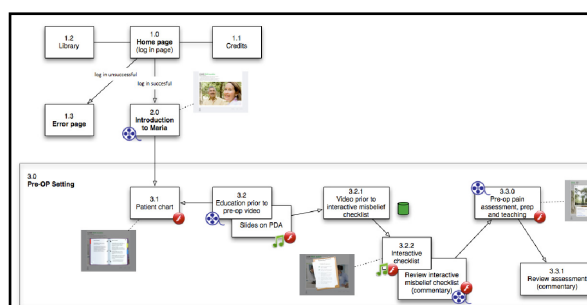 1.2
Library
1.0
Home page
(log in page)
1.1
Credits
log in unsuccessful
log in succesful
1.3
Error page
2.0
Introduction
to Maria
3.0
Pre-OP Setting
3.1
Patient chart
3.2
Education prior to
pre-op video
Slides on PDA
3.2.1
Video prior to
interactive misbelief
checklist
3.2.2
Interactive
checklist
Review interactive
misbelief checklist
(commentary)
3.3.0
Pre-op pain
assessment, prep
and teaching
3.3.1
Review assessment
(commentary)